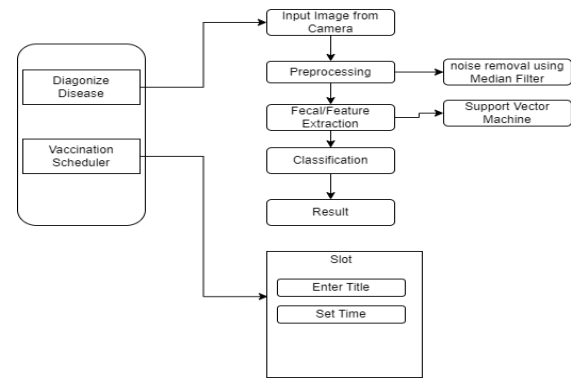 Input Image from
Camera
Diagonize
Disease
Preprocessing
noise removal using
Median Filter
Fecal/Feature
Extraction
Support Vector
Machine
Vaccination
Scheduler
Classification
Result
Slot
Enter Title
Set Time